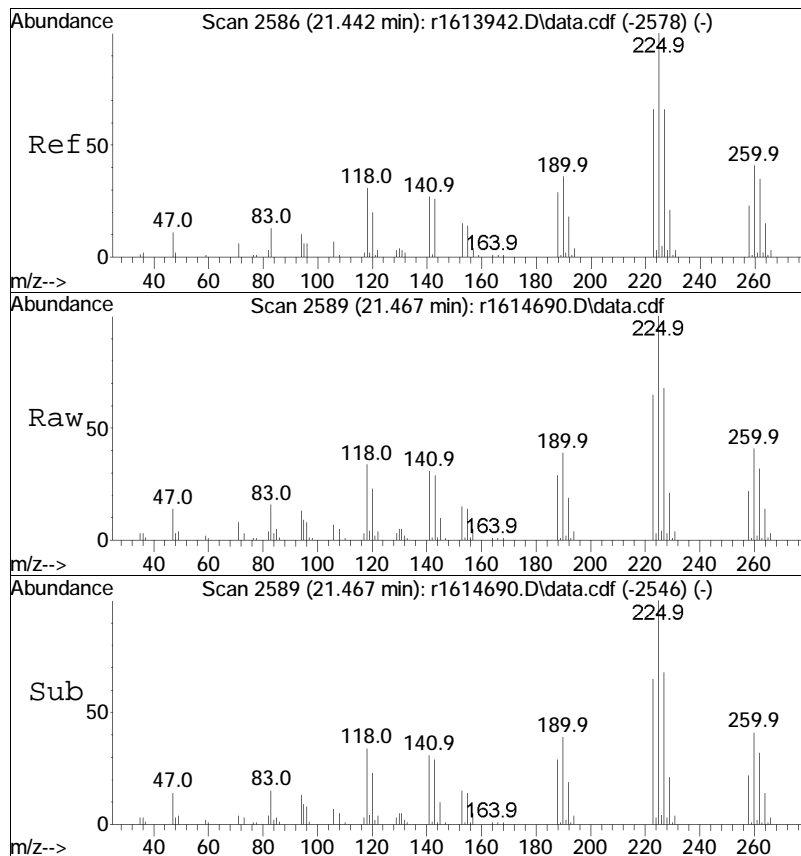 Abundance Scan 2586 (21.442 min): r1613942.D\data.cdf (-2578) (-)
224.9
Ref 50
259.9
189.9
118.0
140.9
83.0
47.0
163.9
0
40 60 80 100 120 140 160 180 200 220 240 260
m/z-->
Abundance Scan 2589 (21.467 min): r1614690.D\data.cdf
224.9
Raw 50
259.9
189.9
118.0
140.9
83.0
47.0
163.9
0
40 60 80 100 120 140 160 180 200 220 240 260
m/z-->
Abundance Scan 2589 (21.467 min): r1614690.D\data.cdf (-2546) (-)
224.9
Sub 50
259.9
189.9
118.0
140.9
83.0
47.0
163.9
0
40 60 80 100 120 140 160 180 200 220 240 260
m/z-->